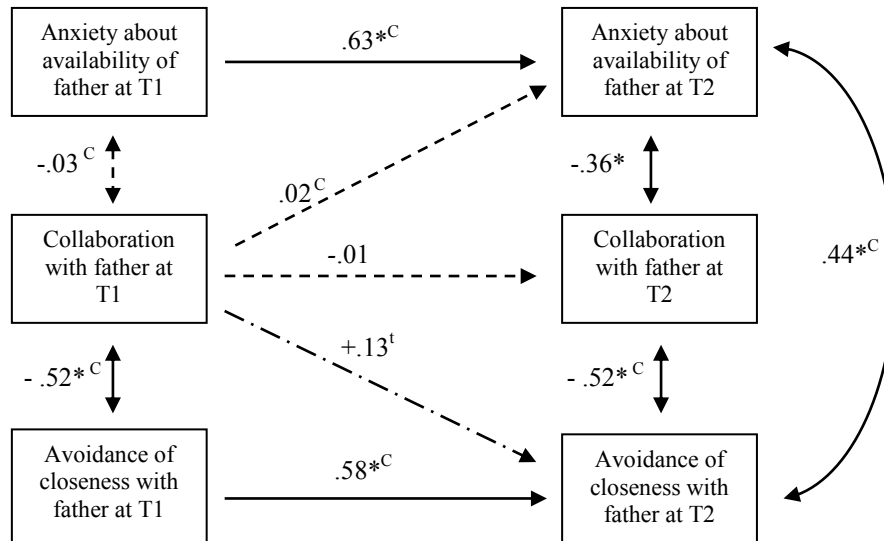 Anxiety about
availability of
father at T1
.63*C
Anxiety about
availability of
father at T2
-.03 C
.02 C
-.36*
Collaboration
with father at
T1
-.01
Collaboration
with father at
T2
.44*C
+.13t
- .52* C
- .52* C
Avoidance of
closeness with
father at T1
.58*C
Avoidance of
closeness with
father at T2